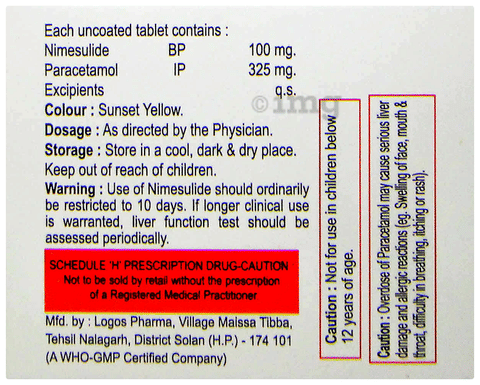 Each uncoated tablet contains :
Nimesulide BP 100 mg.
Paracetamol IP 325 mg.
Excipients q.s.
Colour : Sunset Yellow.
Dosage : As directed by the Physician.
Storage : Store in a cool, dark & dry place.
Keep out of reach of children.
Warning : Use of Nimesulide should ordinarily
be restricted to 10 days. If longer clinical use
is warranted, liver function test should be
assessed periodically.
SCHEDULE 'H' PRESCRIPTION DRUG-CAUTION
Not to be sold by retail without the prescription
of a Registered Medical Practitioner
Mfd. by : Logos Pharma, Village Maissa Tibba,
Tehsil Nalagarh, District Solan (H.P.) - 174 101
(A WHO-GMP Certified Company)
Caution : Not for use in children below
12 years of age.
Caution : Overdose of Paracetamol may cause serious liver
damage and allergic reactions (eg. Swelling of face, mouth &
throat, difficulty in breathing, itching or rash).
©img